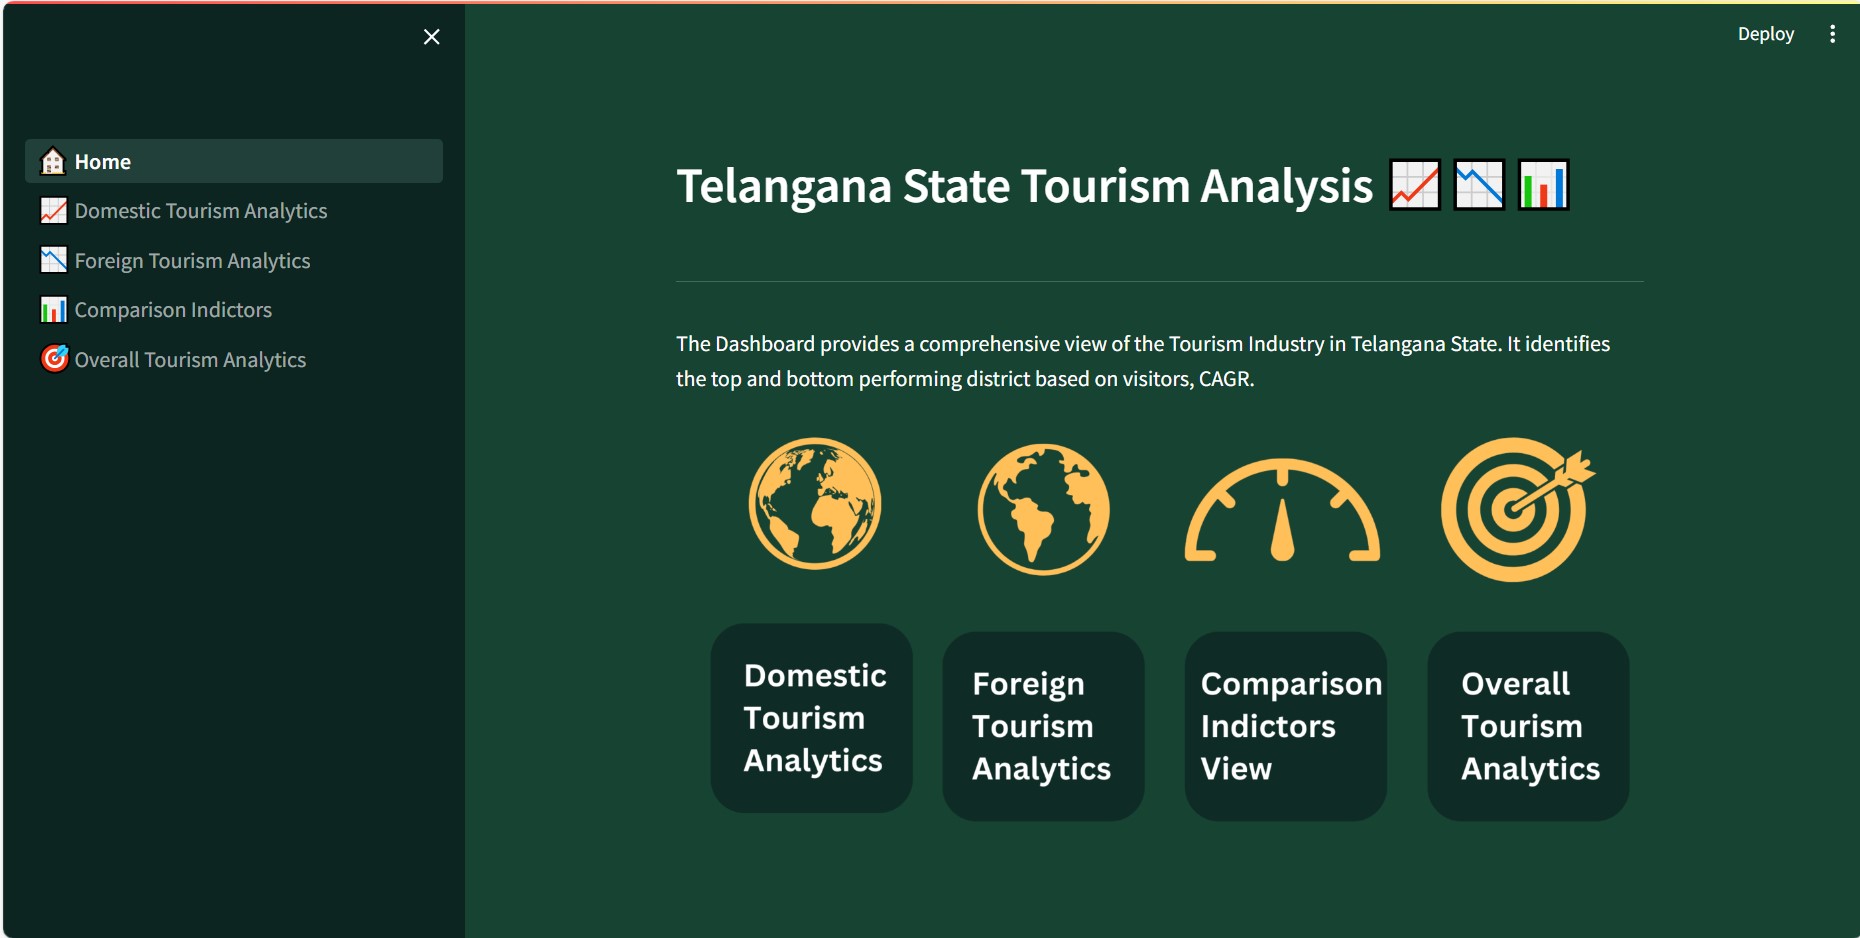 Deploy
Home
Domestic Tourism Analytics
Foreign Tourism Analytics
Comparison Indictors
Overall Tourism Analytics
Telangana State Tourism Analysis
The Dashboard provides a comprehensive view of the Tourism Industry in Telangana State. It identifies
the top and bottom performing district based on visitors, CAGR.
Domestic
Tourism
Analytics
Foreign
Tourism
Analytics
Comparison
Indictors
View
Overall
Tourism
Analytics